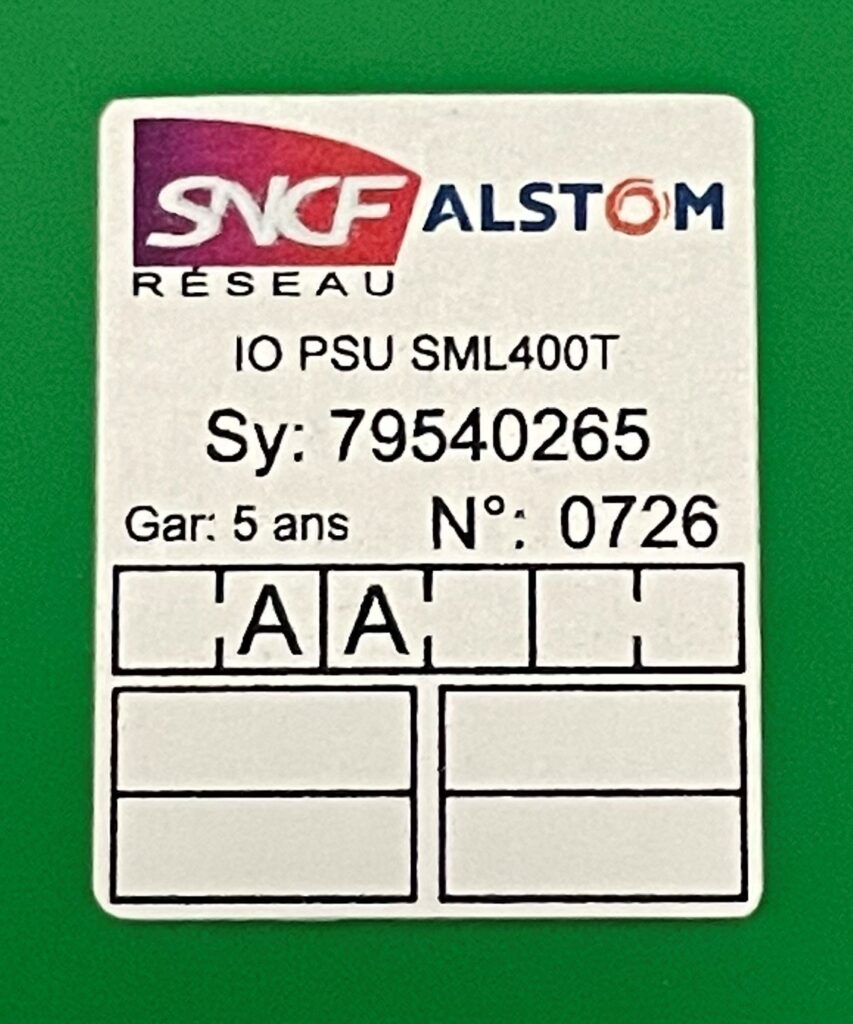 SNCF ALSTOM
RÉSEAU
IO PSU SML400T
Sy: 79540265
Gar: 5 ans N°: 0726
A A